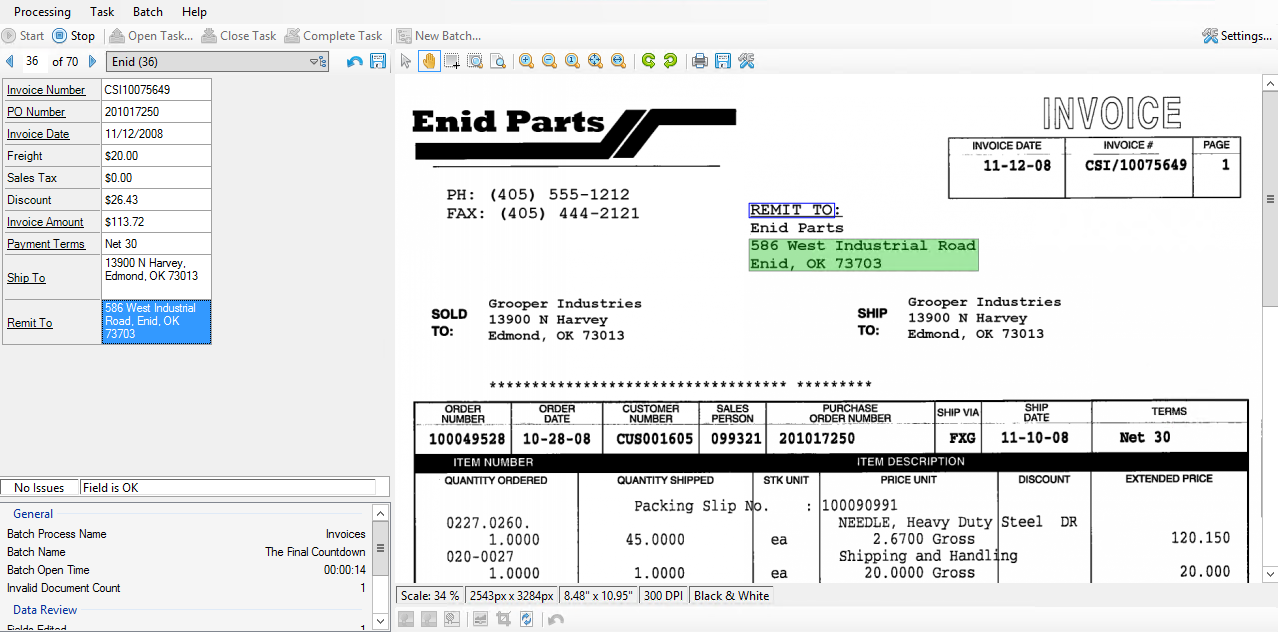 Processing Task Batch Help
Start Stop Open Task... Close Task Complete Task New Batch... Settings...
36 of 70 Enid (36)
Invoice Number CSI10075649
PO Number 201017250
Invoice Date 11/12/2008
Freight $20.00
Sales Tax $0.00
Discount $26.43
Invoice Amount $113.72
Payment Terms Net 30
Ship To 13900 N Harvey,
Edmond, OK 73013
Remit To 586 West Industrial
Road, Enid, OK
73703
No Issues Field is OK
General
Batch Process Name Invoices
Batch Name The Final Countdown
Batch Open Time 00:00:14
Invalid Document Count 1
Data Review
Fields Edited 1
Enid Parts
INVOICE
INVOICE DATE INVOICE # PAGE
11-12-08 CSI/10075649 1
PH: (405) 555-1212
FAX: (405) 444-2121
REMIT TO:
Enid Parts
586 West Industrial Road
Enid, OK 73703
SOLD
TO:
Grooper Industries
13900 N Harvey
Edmond, OK 73013
SHIP
TO:
Grooper Industries
13900 N Harvey
Edmond, OK 73013
********************************** *********
ORDER NUMBER ORDER DATE CUSTOMER NUMBER SALES PERSON PURCHASE ORDER NUMBER SHIP VIA SHIP DATE TERMS
100049528 10-28-08 CUS001605 099321 201017250 FXG 11-10-08 Net 30
ITEM NUMBER ITEM DESCRIPTION
QUANTITY ORDERED QUANTITY SHIPPED STK UNIT PRICE UNIT DISCOUNT EXTENDED PRICE
Packing Slip No. : 100090991
0227.0260. NEEDLE, Heavy Duty Steel DR
1.0000 45.0000 ea 2.6700 Gross 120.150
020-0027 Shipping and Handling
1.0000 1.0000 ea 20.0000 Gross 20.000
Scale: 34 % 2543px x 3284px 8.48" x 10.95" 300 DPI Black & White